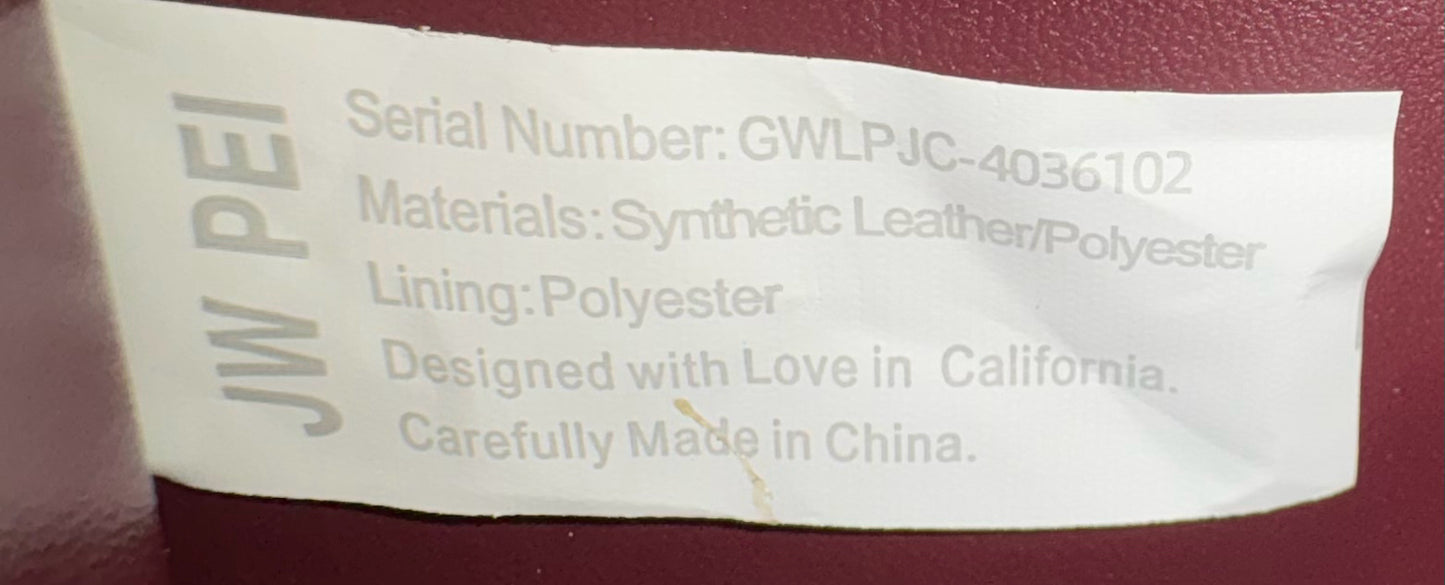 JW PEI
Serial Number: GWLPJC-4036102
Materials: Synthetic Leather/Polyester
Lining: Polyester
Designed with Love in California.
Carefully Made in China.